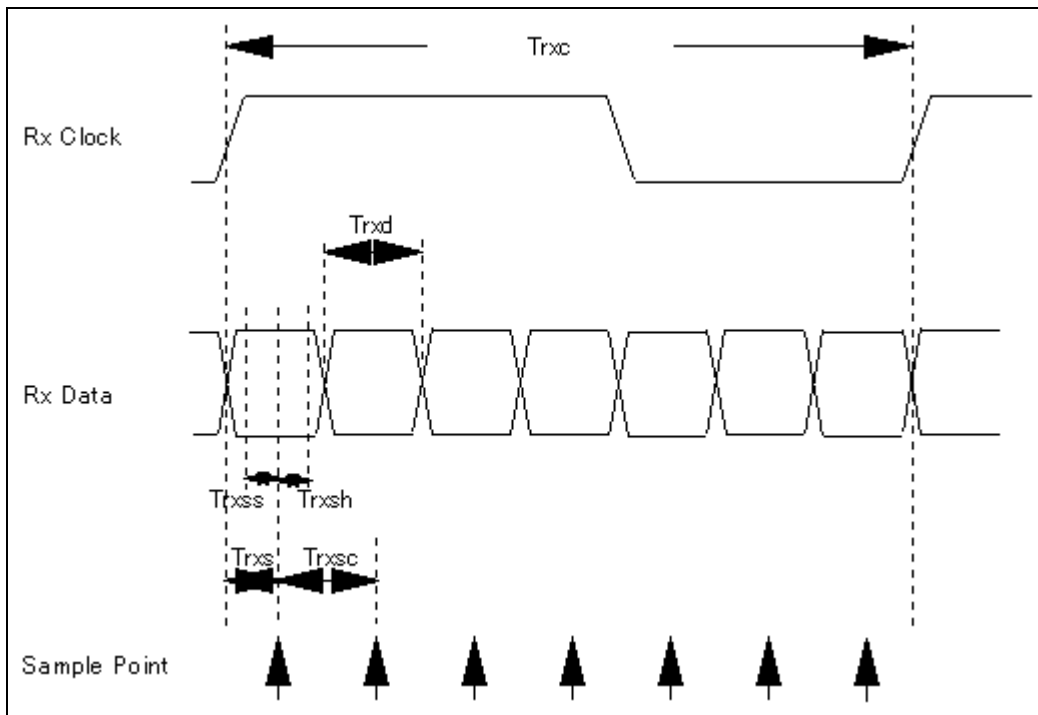 Trxc
Rx Clock
Trxd
Rx Data
Trxss Trxsh
Trxs Trxsc
Sample Point